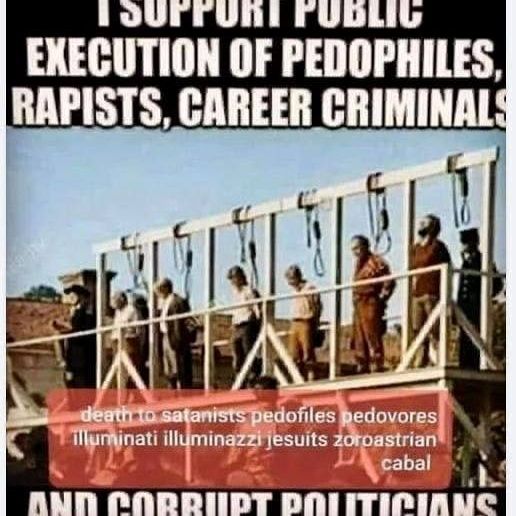 I SUPPORT PUBLIC
EXECUTION OF PEDOPHILES,
RAPISTS, CAREER CRIMINALS
death to satanists pedofiles pedovores
illuminati illuminazzi jesuits zoroastrian
cabal
AND CORRUPT POLITICIANS